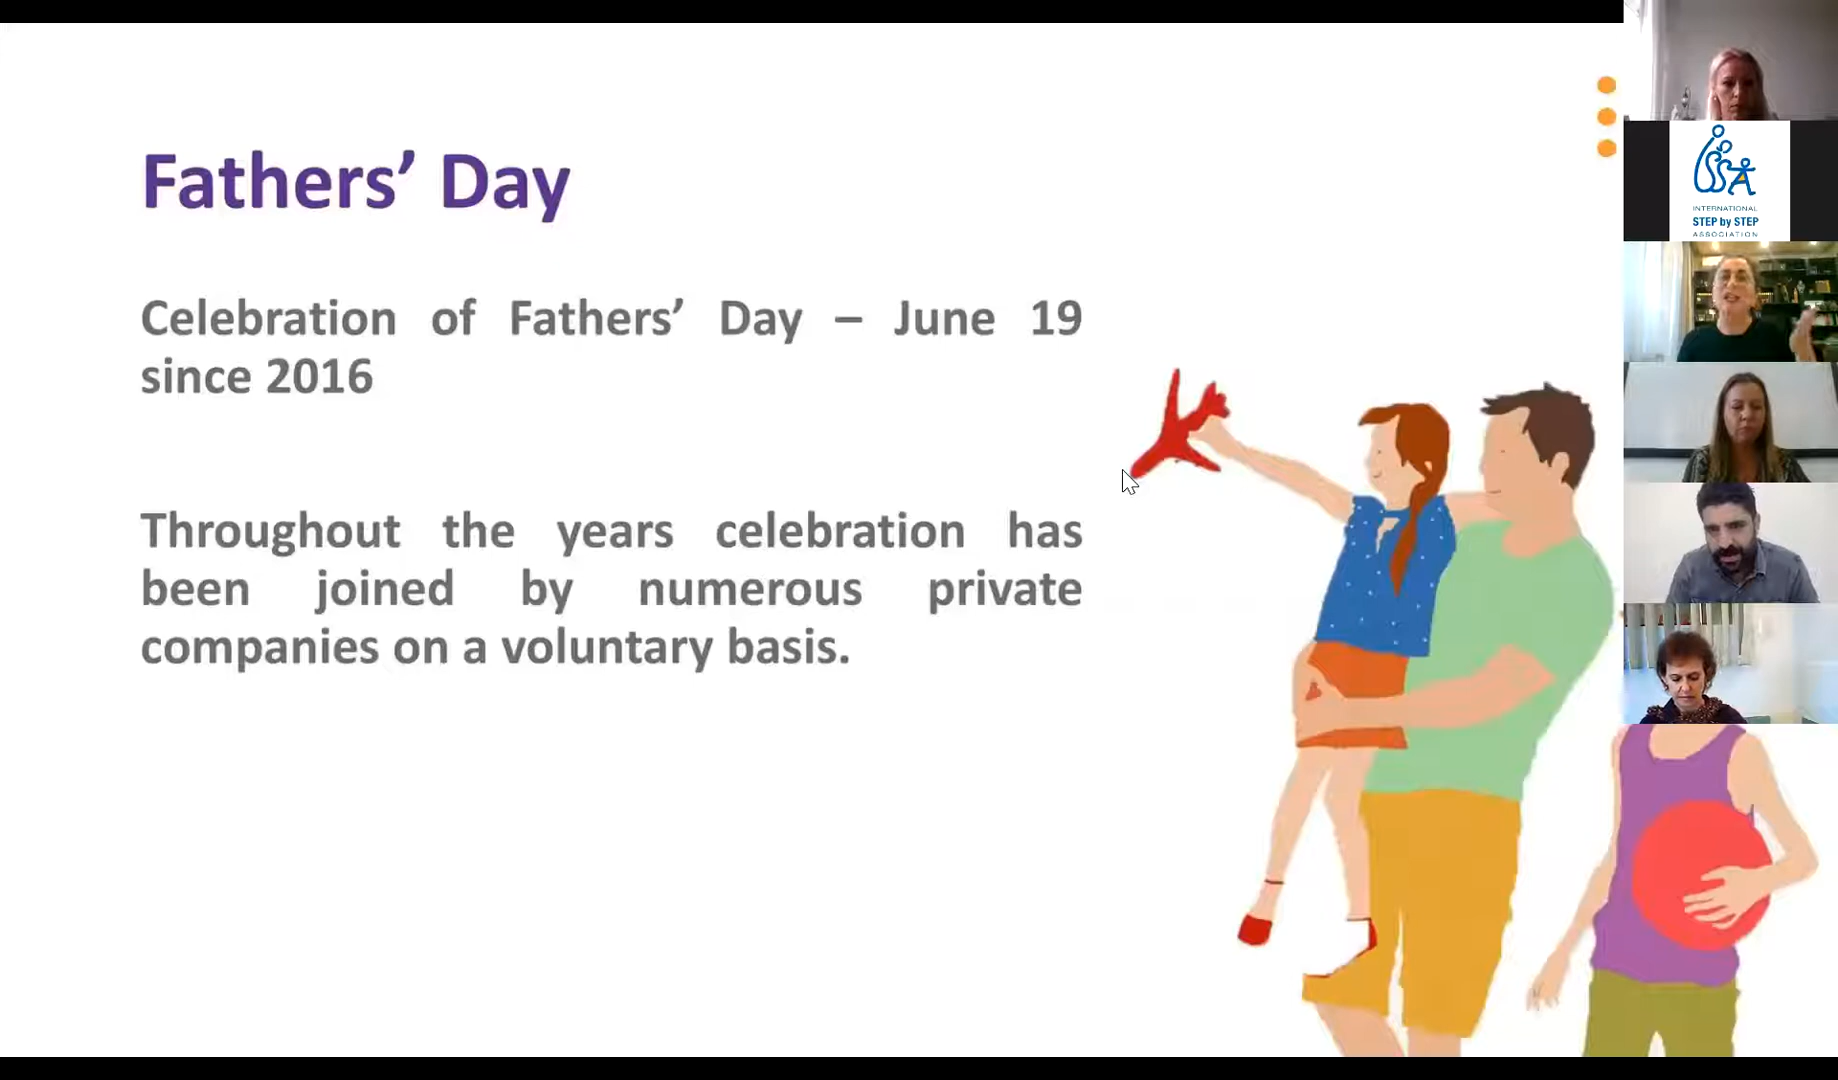 Fathers’ Day
Celebration of Fathers’ Day – June 19
since 2016
Throughout the years celebration has
been joined by numerous private
companies on a voluntary basis.
ISSA
INTERNATIONAL
STEP by STEP
ASSOCIATION